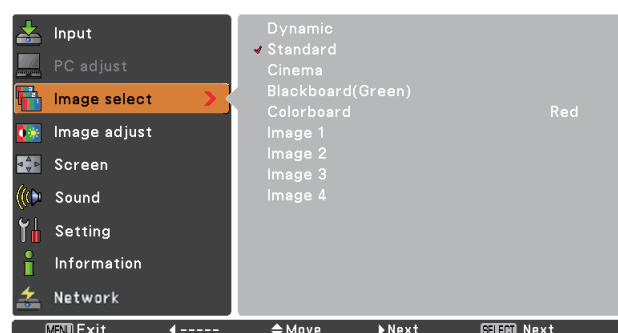 Input
PC adjust
Image select
Image adjust
Screen
Sound
Setting
Information
Network
Dynamic
Standard
Cinema
Blackboard(Green)
Colorboard Red
Image 1
Image 2
Image 3
Image 4
MENU Exit ◀ ----- Move ▶ Next SELECT Next